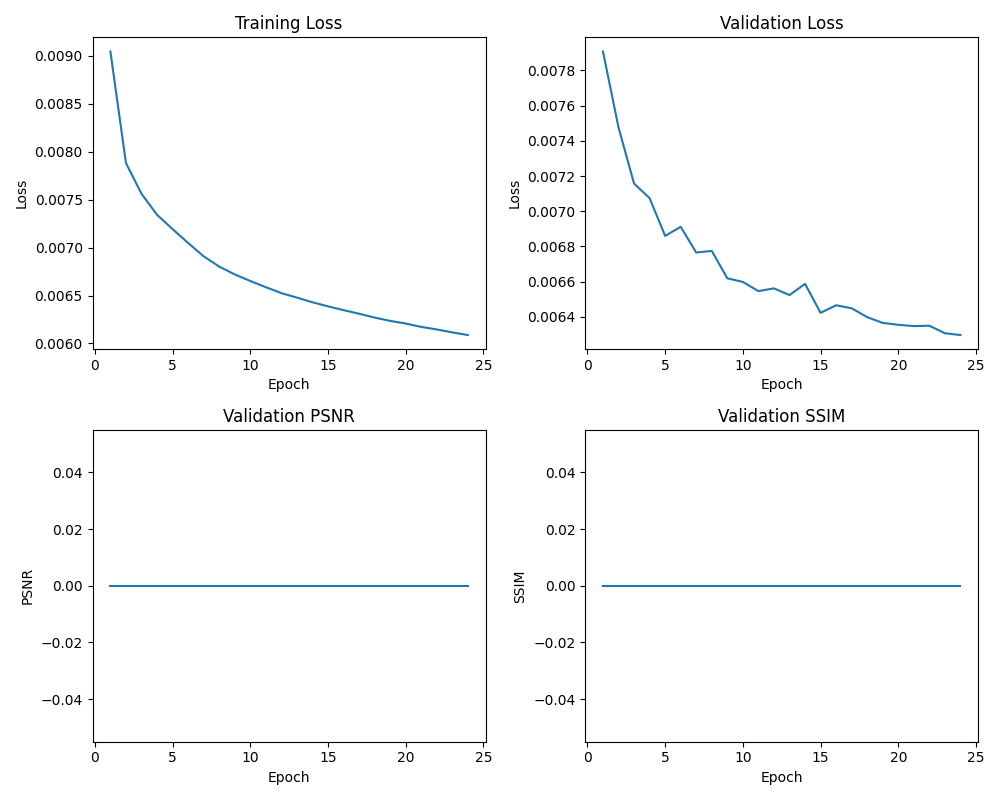 Training Loss
0.0090
0.0085
0.0080
0.0075
0.0070
0.0065
0.0060
Loss
0 5 10 15 20 25
Epoch
Validation Loss
0.0078
0.0076
0.0074
0.0072
0.0070
0.0068
0.0066
0.0064
Loss
0 5 10 15 20 25
Epoch
Validation PSNR
0.04
0.02
0.00
−0.02
−0.04
PSNR
0 5 10 15 20 25
Epoch
Validation SSIM
0.04
0.02
0.00
−0.02
−0.04
SSIM
0 5 10 15 20 25
Epoch